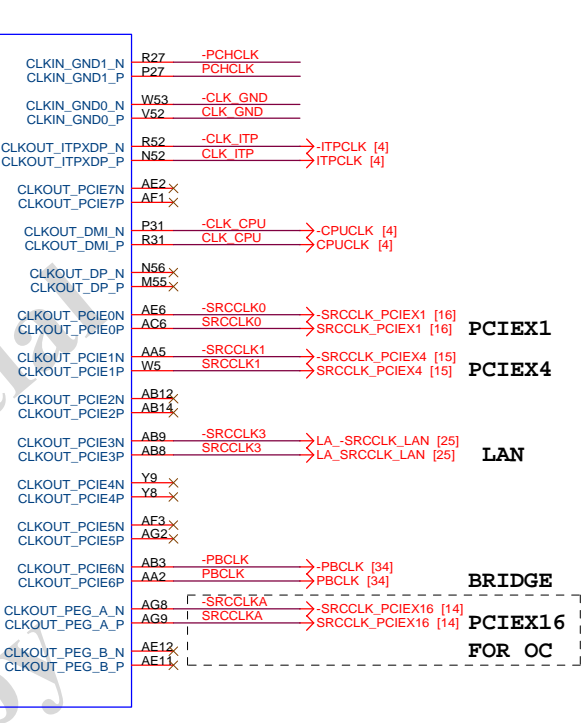 CLKIN_GND1_N R27 -PCHCLK
CLKIN_GND1_P P27 PCHCLK
CLKIN_GND0_N W53 -CLK_GND
CLKIN_GND0_P V52 CLK_GND
CLKOUT_ITPXDP_N R52 -CLK_ITP -ITPCLK [4]
CLKOUT_ITPXDP_P N52 CLK_ITP ITPCLK [4]
CLKOUT_PCIE7N AE2
CLKOUT_PCIE7P AF1
CLKOUT_DMI_N P31 -CLK_CPU -CPUCLK [4]
CLKOUT_DMI_P R31 CLK_CPU CPUCLK [4]
CLKOUT_DP_N N56
CLKOUT_DP_P M55
CLKOUT_PCIE0N AE6 -SRCCLK0 -SRCCLK_PCIEX1 [16]
CLKOUT_PCIE0P AC6 SRCCLK0 SRCCLK_PCIEX1 [16] PCIEX1
CLKOUT_PCIE1N AA5 -SRCCLK1 -SRCCLK_PCIEX4 [15]
CLKOUT_PCIE1P W5 SRCCLK1 SRCCLK_PCIEX4 [15] PCIEX4
CLKOUT_PCIE2N AB12
CLKOUT_PCIE2P AB14
CLKOUT_PCIE3N AB9 -SRCCLK3 LA_-SRCCLK_LAN [25]
CLKOUT_PCIE3P AB8 SRCCLK3 LA_SRCCLK_LAN [25] LAN
CLKOUT_PCIE4N Y9
CLKOUT_PCIE4P Y8
CLKOUT_PCIE5N AF3
CLKOUT_PCIE5P AG2
CLKOUT_PCIE6N AB3 -PBCLK -PBCLK [34]
CLKOUT_PCIE6P AA2 PBCLK PBCLK [34] BRIDGE
CLKOUT_PEG_A_N AG8 -SRCCLKA -SRCCLK_PCIEX16 [14]
CLKOUT_PEG_A_P AG9 SRCCLKA SRCCLK_PCIEX16 [14] PCIEX16
CLKOUT_PEG_B_N AE12 FOR OC
CLKOUT_PEG_B_P AE11